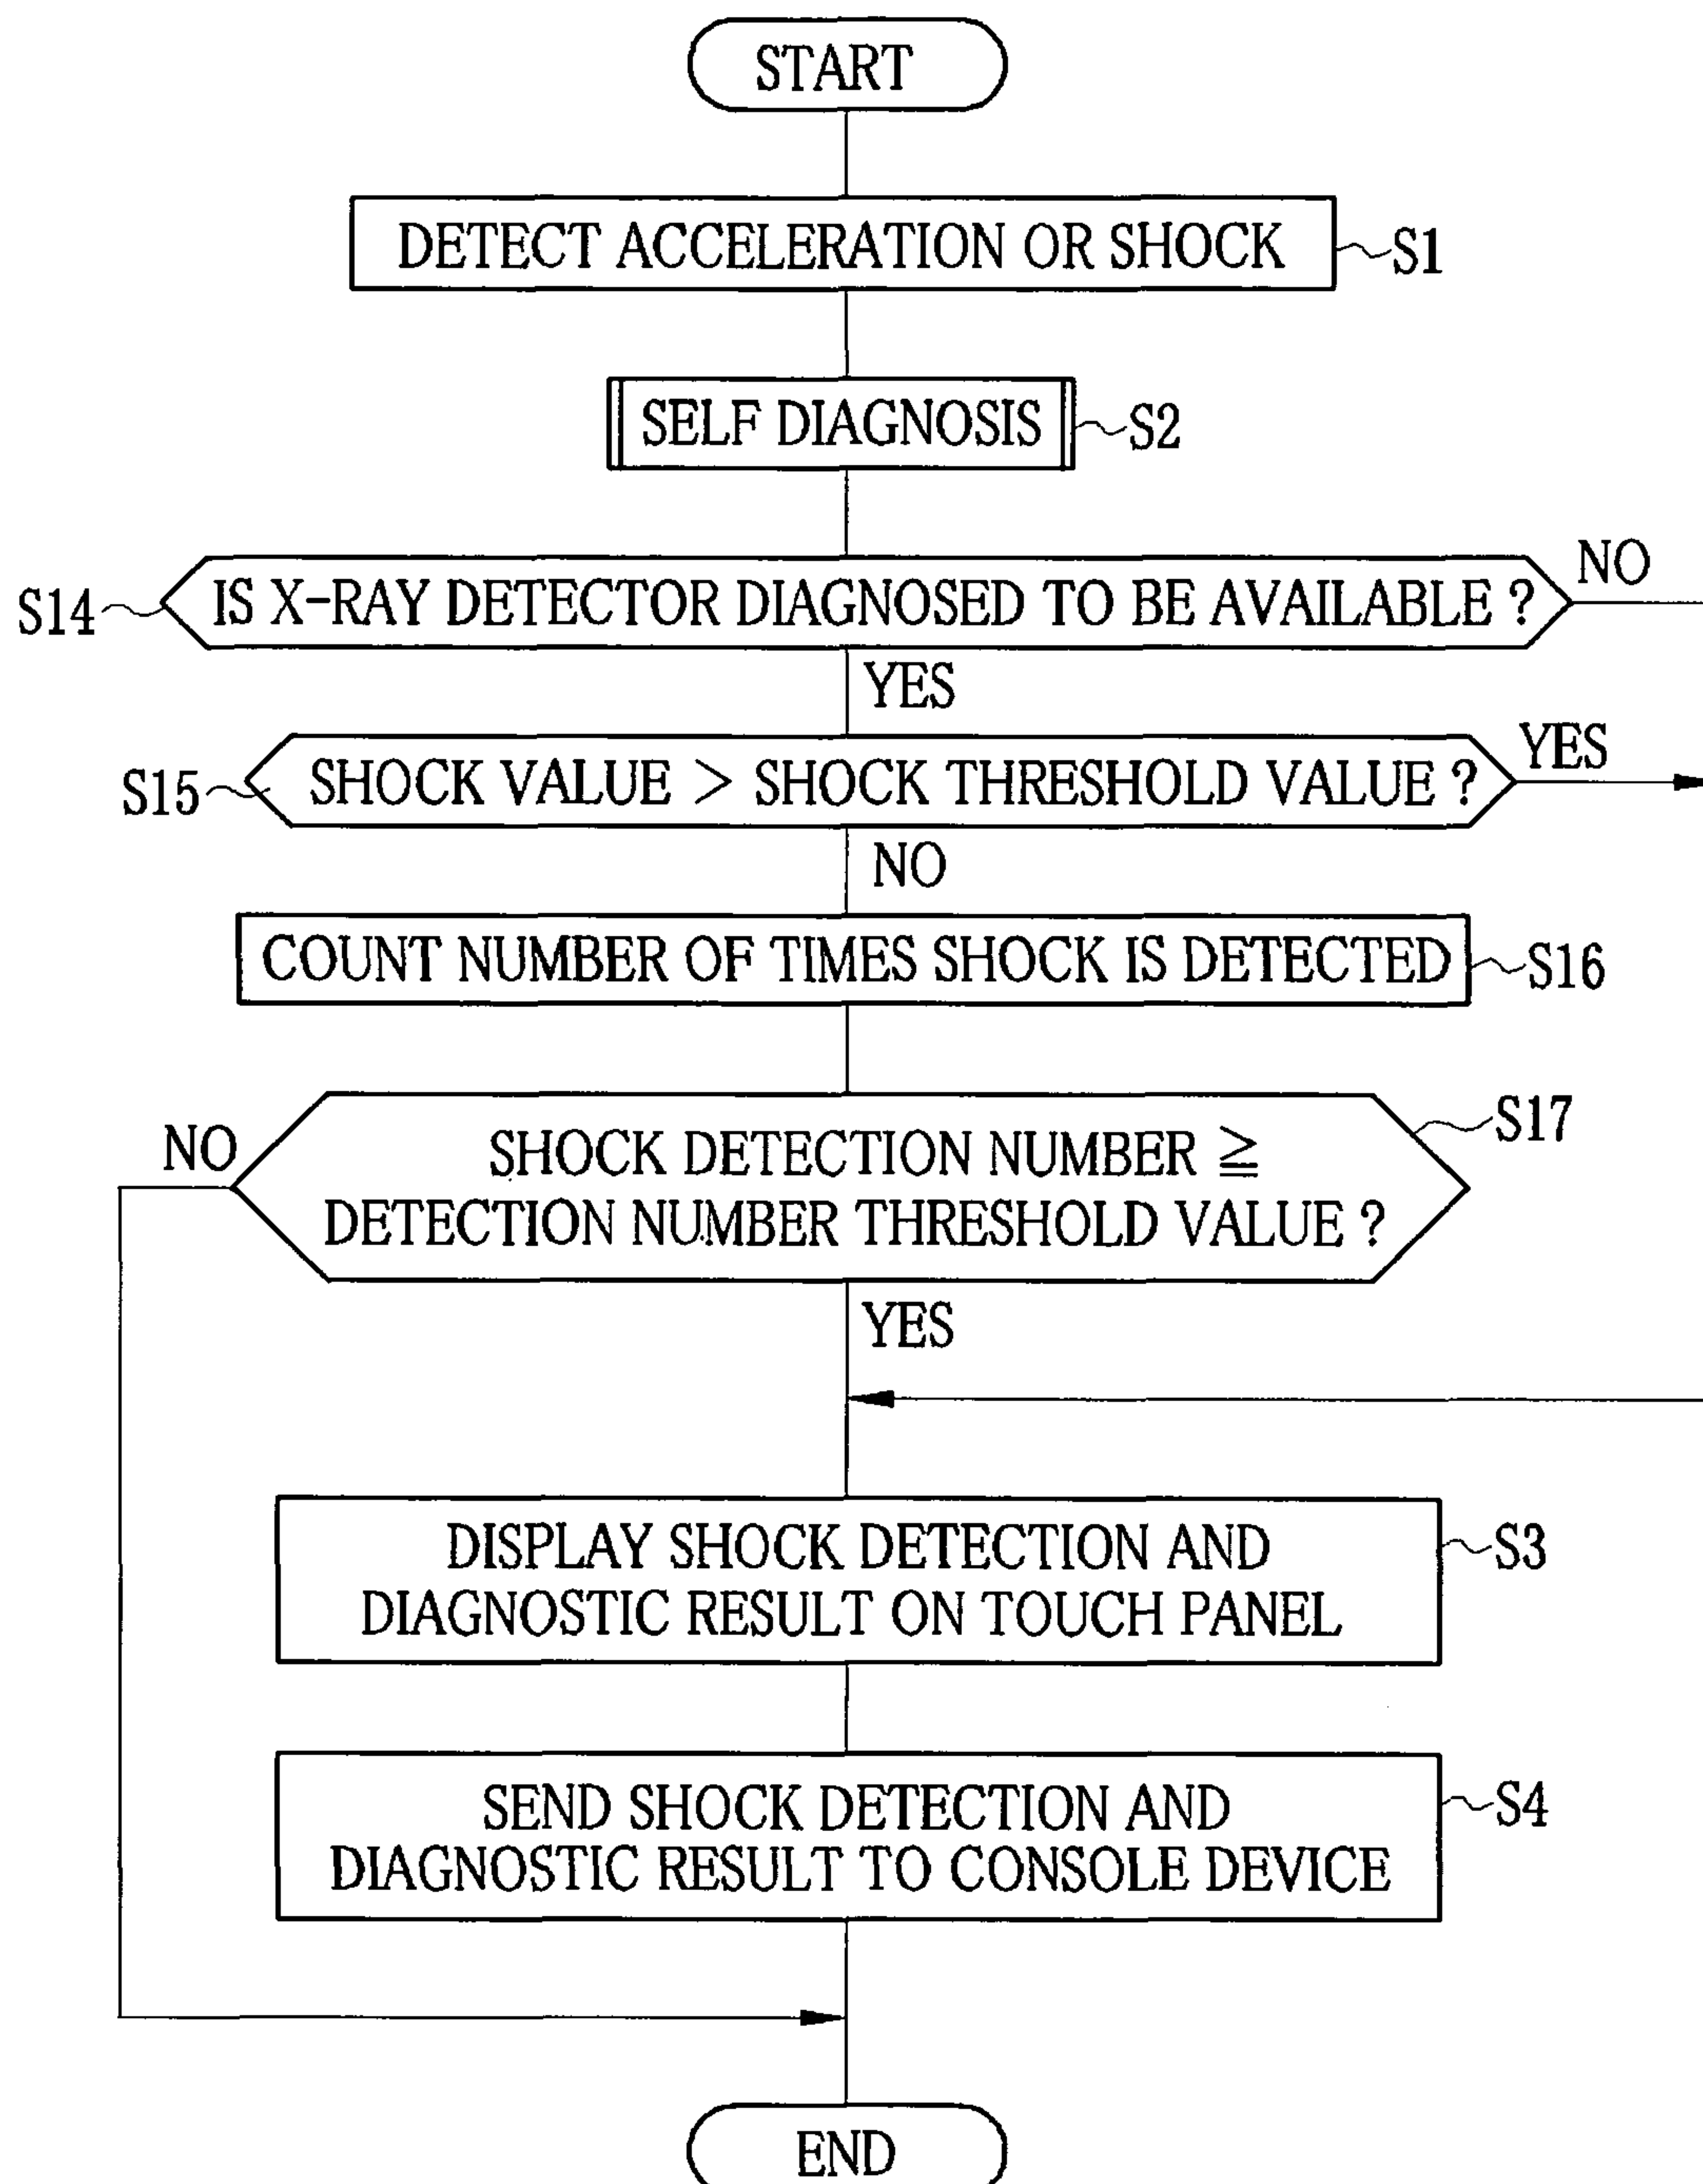 START
DETECT ACCELERATION OR SHOCK
S1
SELF DIAGNOSIS
S2
S14
IS X-RAY DETECTOR DIAGNOSED TO BE AVAILABLE ?
NO
YES
S15
SHOCK VALUE > SHOCK THRESHOLD VALUE ?
YES
NO
COUNT NUMBER OF TIMES SHOCK IS DETECTED
S16
NO
SHOCK DETECTION NUMBER ≧
DETECTION NUMBER THRESHOLD VALUE ?
S17
YES
DISPLAY SHOCK DETECTION AND
DIAGNOSTIC RESULT ON TOUCH PANEL
S3
SEND SHOCK DETECTION AND
DIAGNOSTIC RESULT TO CONSOLE DEVICE
S4
END